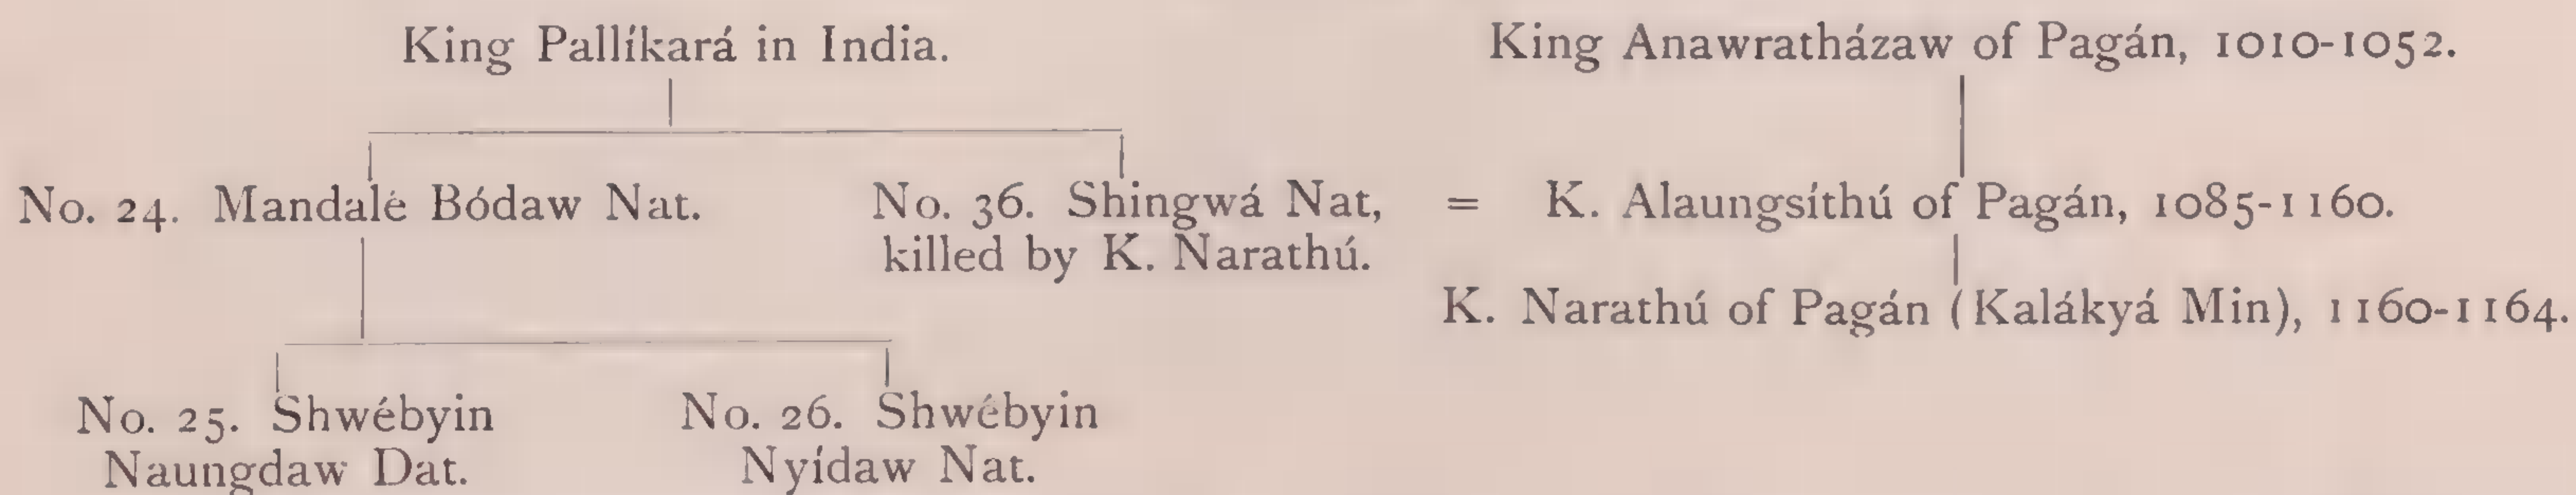 King Pallíkará in India. King Anawratházaw of Pagán, 1010-1052.
No. 24. Mandalè Bódaw Nat. No. 36. Shingwá Nat, = K. Alaungsíthú of Pagán, 1085-1160.
killed by K. Narathú.
K. Narathú of Pagán (Kalákyá Min), 1160-1164.
No. 25. Shwébyin No. 26. Shwébyin
Naungdaw Dat. Nyídaw Nat.